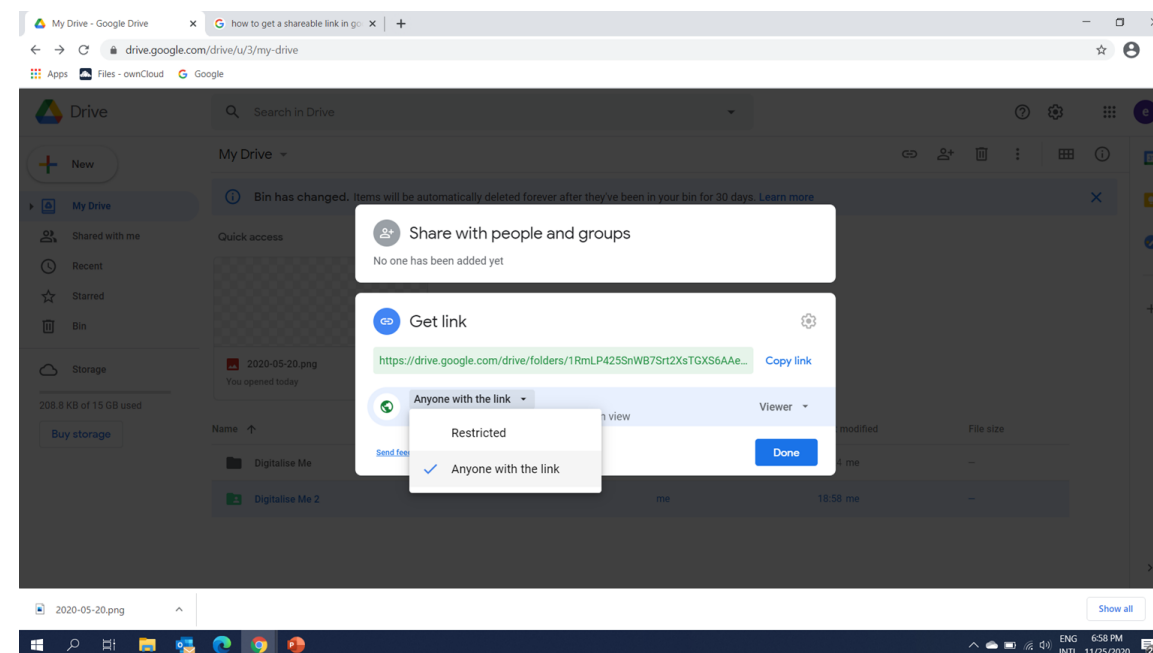 My Drive - Google Drive
how to get a shareable link in go
drive.google.com/drive/u/3/my-drive
Apps Files - ownCloud Google
Drive
Search in Drive
New
My Drive
Bin has changed. Items will be automatically deleted forever after they've been in your bin for 30 days. Learn more
My Drive
Shared with me
Quick access
Recent
Starred
Bin
Storage
2020-05-20.png
You opened today
208.8 KB of 15 GB used
Buy storage
Share with people and groups
No one has been added yet
Get link
https://drive.google.com/drive/folders/1RmLP425SnWB7Srt2XsTGXS6AAe...
Copy link
Anyone with the link
view
Viewer
Restricted
Anyone with the link
Send fee
Done
Name
modified
File size
Digitalise Me
me
–
Digitalise Me 2
me
18:58 me
–
2020-05-20.png
Show all
ENG
INTL
6:58 PM
11/25/2020
e